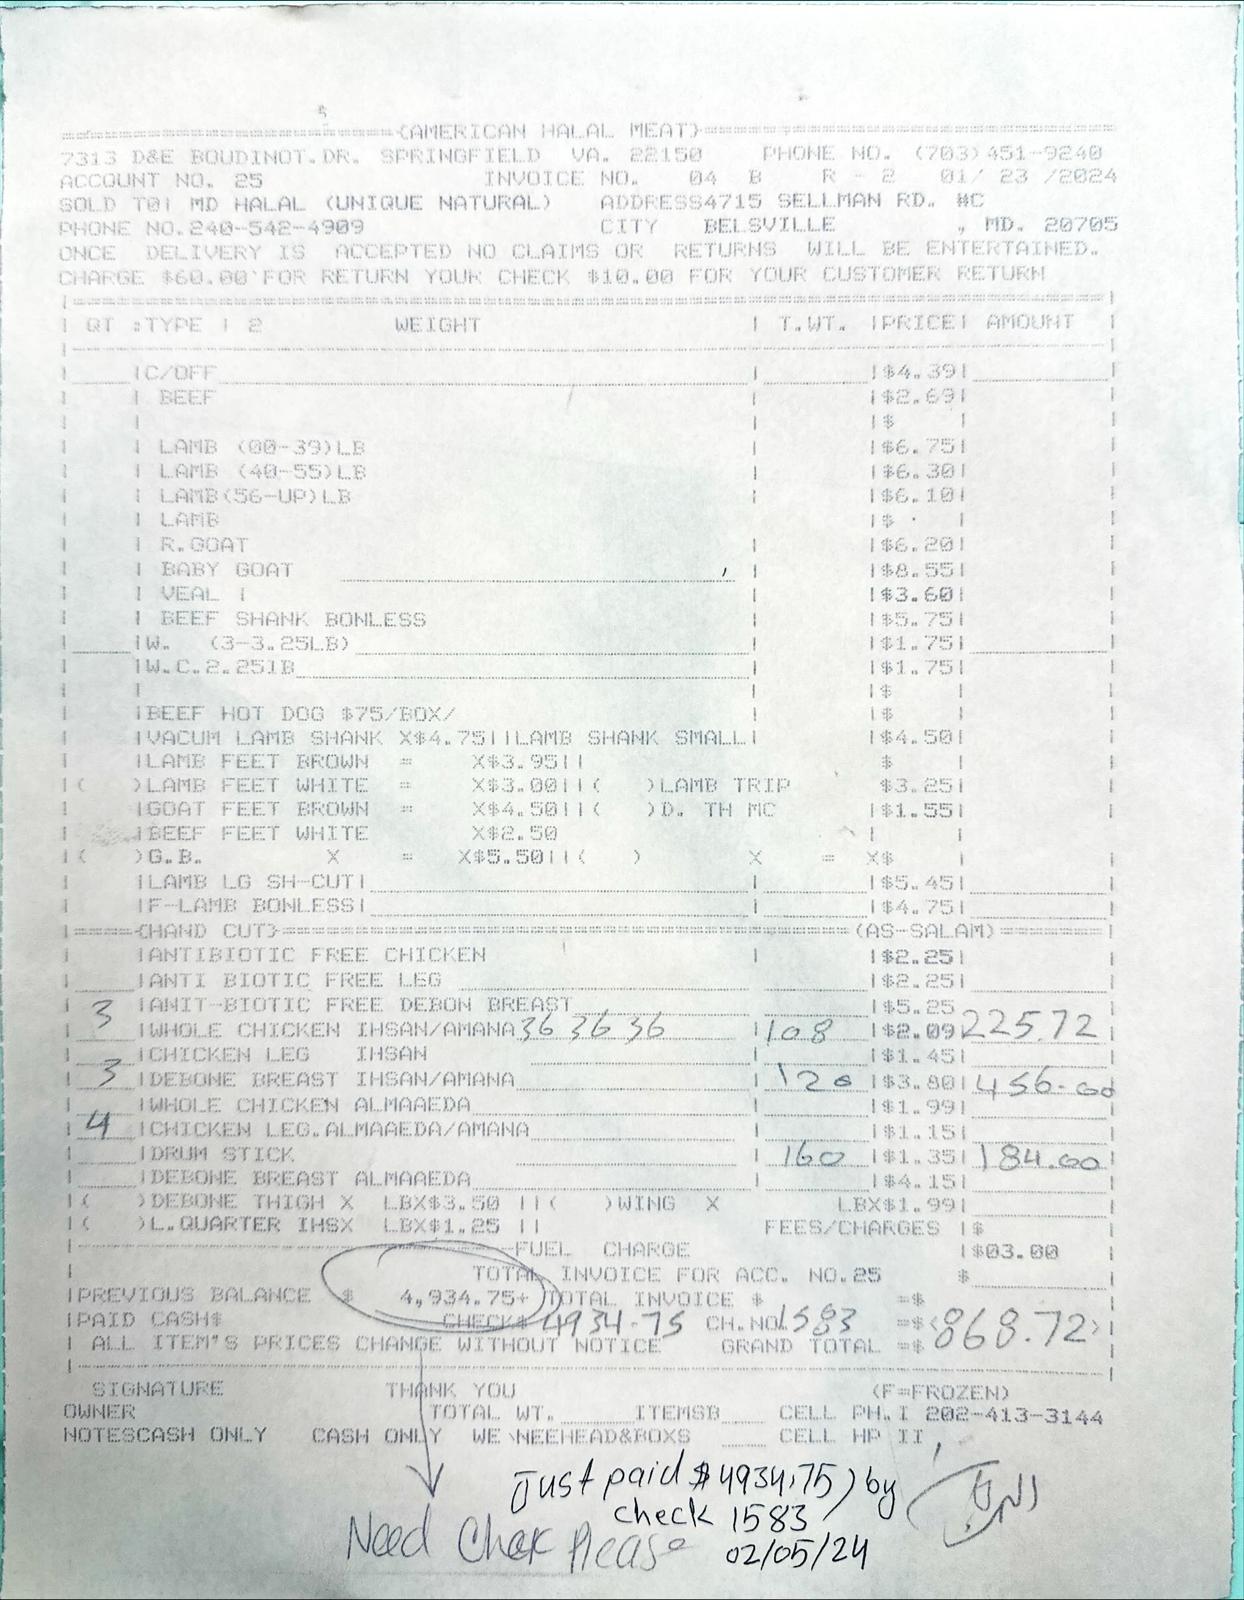 =====================(AMERICAN HALAL MEAT)=========================
7313 D&E BOUDINOT.DR. SPRINGFIELD VA. 22150 PHONE NO. (703)451-9240
ACCOUNT NO. 25 INVOICE NO. 04 B R - 2 01/ 23 /2024
SOLD TO: MD HALAL (UNIQUE NATURAL) ADDRESS4715 SELLMAN RD. #C
PHONE NO.240-542-4909 CITY BELSVILLE , MD. 20705
ONCE DELIVERY IS ACCEPTED NO CLAIMS OR RETURNS WILL BE ENTERTAINED.
CHARGE $60.00 FOR RETURN YOUR CHECK $10.00 FOR YOUR CUSTOMER RETURN
QT :TYPE | 2 WEIGHT | T.WT. |PRICE| AMOUNT |
C/OFF $4.39
BEEF $2.69
$
LAMB (00-39)LB $6.75
LAMB (40-55)LB $6.30
LAMB(56-UP)LB $6.10
LAMB $
R.GOAT $6.20
BABY GOAT $8.55
VEAL | $3.60
BEEF SHANK BONLESS $5.75
W. (3-3.25LB) $1.75
W.C.2.25lB $1.75
$
BEEF HOT DOG $75/BOX/ $
VACUM LAMB SHANK X$4.75||LAMB SHANK SMALL| $4.50
LAMB FEET BROWN = X$3.95|| $
( )LAMB FEET WHITE = X$3.00||( )LAMB TRIP $3.25
GOAT FEET BROWN = X$4.50||( )D. TH MC $1.55
BEEF FEET WHITE X$2.50
( )G.B. X = X$5.50||( ) X = X$
LAMB LG SH-CUT| $5.45
F-LAMB BONLESS| $4.75
=====(HAND CUT)==========(AS-SALAM)=======
ANTIBIOTIC FREE CHICKEN $2.25
ANTI BIOTIC FREE LEG $2.25
ANIT-BIOTIC FREE DEBON BREAST $5.25
3 WHOLE CHICKEN IHSAN/AMANA 36 36 36 108 $2.09 225.72
CHICKEN LEG IHSAN $1.45
3 DEBONE BREAST IHSAN/AMANA 120 $3.80 456.00
WHOLE CHICKEN ALMAAEDA $1.99
4 CHICKEN LEG.ALMAAEDA/AMANA $1.15
DRUM STICK 160 $1.35 184.00
DEBONE BREAST ALMAAEDA $4.15
( )DEBONE THIGH X LBX$3.50 ||( )WING X LBX$1.99
( )L.QUARTER IHSX LBX$1.25 || FEES/CHARGES |$
FUEL CHARGE $03.00
TOTAL INVOICE FOR ACC. NO.25 $
PREVIOUS BALANCE $ 4,934.75+ TOTAL INVOICE $ =$
PAID CASH$ CHECK$ 4934.75 CH.NO. 1583 =$< 868.72 >
ALL ITEM'S PRICES CHANGE WITHOUT NOTICE GRAND TOTAL =$
SIGNATURE THANK YOU (F=FROZEN)
OWNER TOTAL WT. ITEMSB CELL PH.I 202-413-3144
NOTESCASH ONLY CASH ONLY WE NEEHEAD&BOXS CELL HP II
Just paid $4934.75) by
check 1583
Need Chek Please 02/05/24